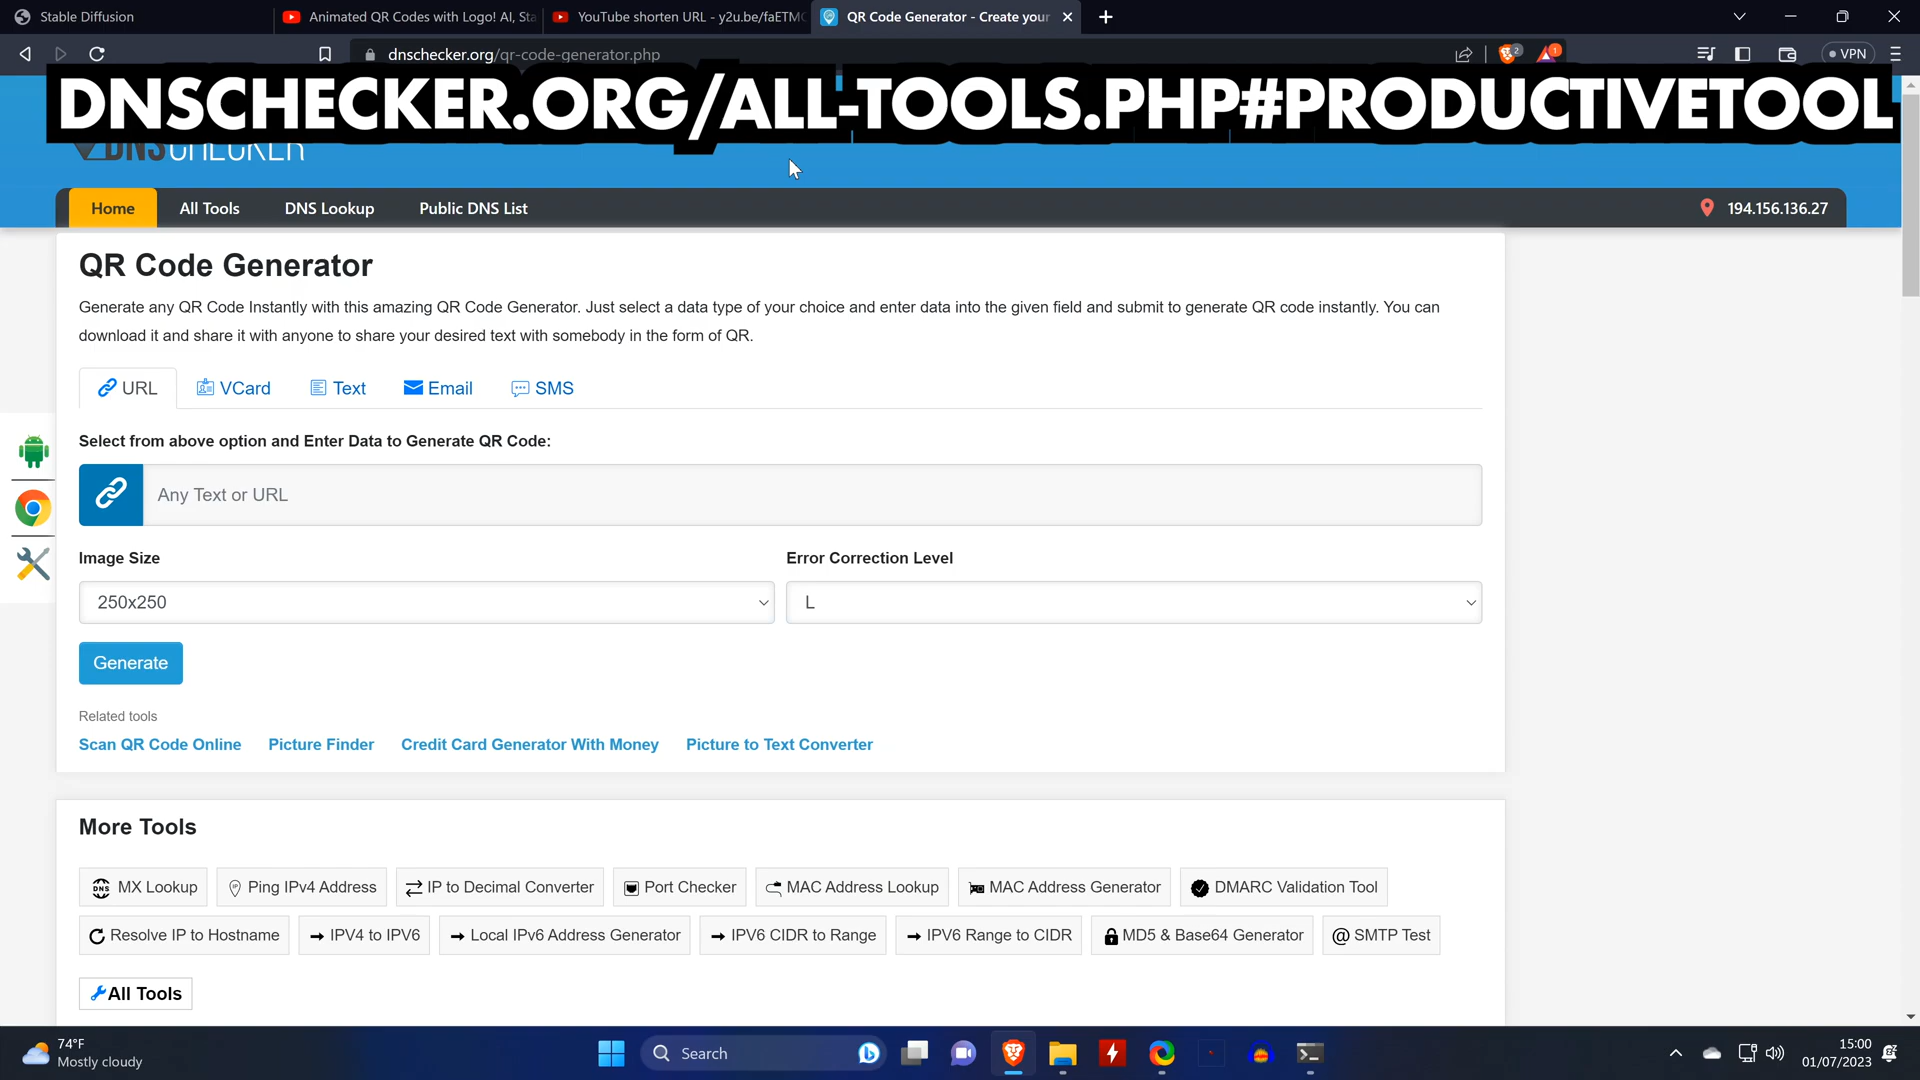 Stable Diffusion
Animated QR Codes with Logo! AI, Sta
YouTube shorten URL - y2u.be/faETMC
QR Code Generator - Create your
dnschecker.org/qr-code-generator.php
2
1
VPN
DNSCHECKER.ORG/ALL-TOOLS.PHP#PRODUCTIVETOOL
DNSCHECKER
Home
All Tools
DNS Lookup
Public DNS List
194.156.136.27
QR Code Generator
Generate any QR Code Instantly with this amazing QR Code Generator. Just select a data type of your choice and enter data into the given field and submit to generate QR code instantly. You can
download it and share it with anyone to share your desired text with somebody in the form of QR.
URL
VCard
Text
Email
SMS
Select from above option and Enter Data to Generate QR Code:
Any Text or URL
Image Size
Error Correction Level
250x250
L
Generate
Related tools
Scan QR Code Online
Picture Finder
Credit Card Generator With Money
Picture to Text Converter
More Tools
DNS MX Lookup
IP Ping IPv4 Address
IP to Decimal Converter
Port Checker
MAC Address Lookup
MAC Address Generator
DMARC Validation Tool
Resolve IP to Hostname
IPV4 to IPV6
Local IPv6 Address Generator
IPV6 CIDR to Range
IPV6 Range to CIDR
MD5 & Base64 Generator
@ SMTP Test
All Tools
74°F
Mostly cloudy
Search
15:00
01/07/2023